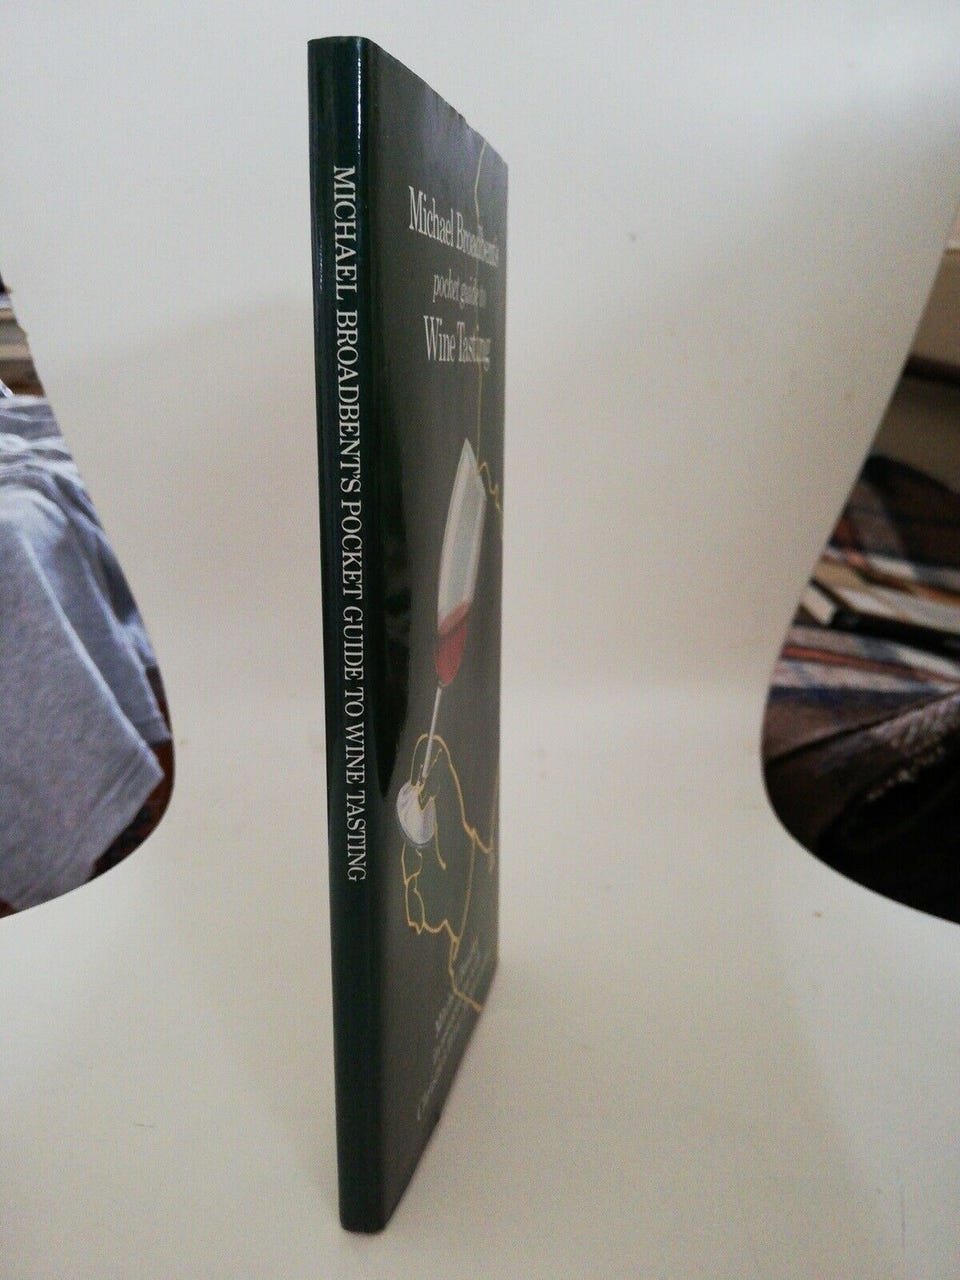 MICHAEL BROADBENT'S POCKET GUIDE TO WINE TASTING
Michael Broadbent's
pocket guide to
Wine Tasting